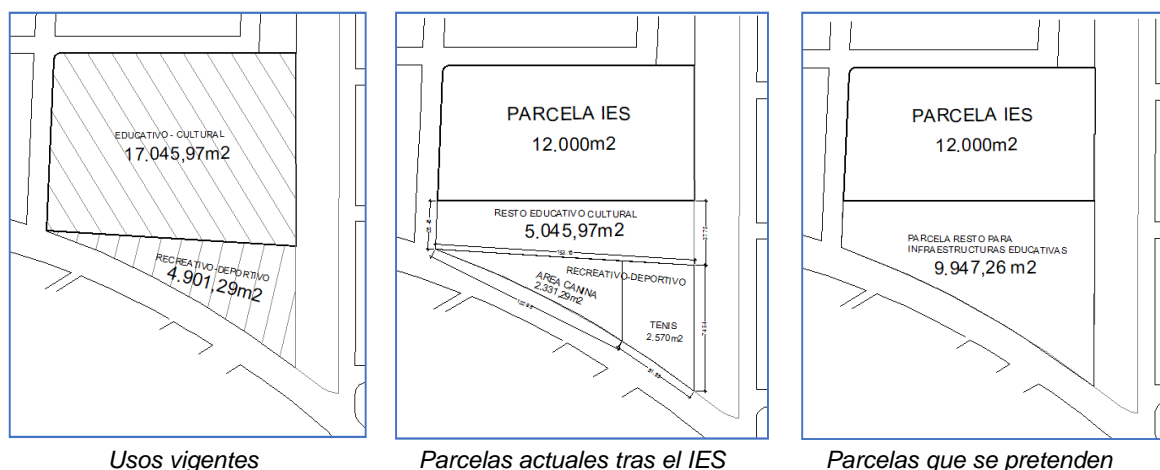 EDUCATIVO - CULTURAL
17.045,97m2
RECREATIVO-DEPORTIVO
4.901,29m2
Usos vigentes
PARCELA IES
12.000m2
RESTO EDUCATIVO CULTURAL
5.045,97m2
RECREATIVO-DEPORTIVO
AREA CANINA
2.331,29m2
TENIS
2.570m2
Parcelas actuales tras el IES
PARCELA IES
12.000m2
PARCELA RESTO PARA
INFRAESTRUCTURAS EDUCATIVAS
9.947,26 m2
Parcelas que se pretenden